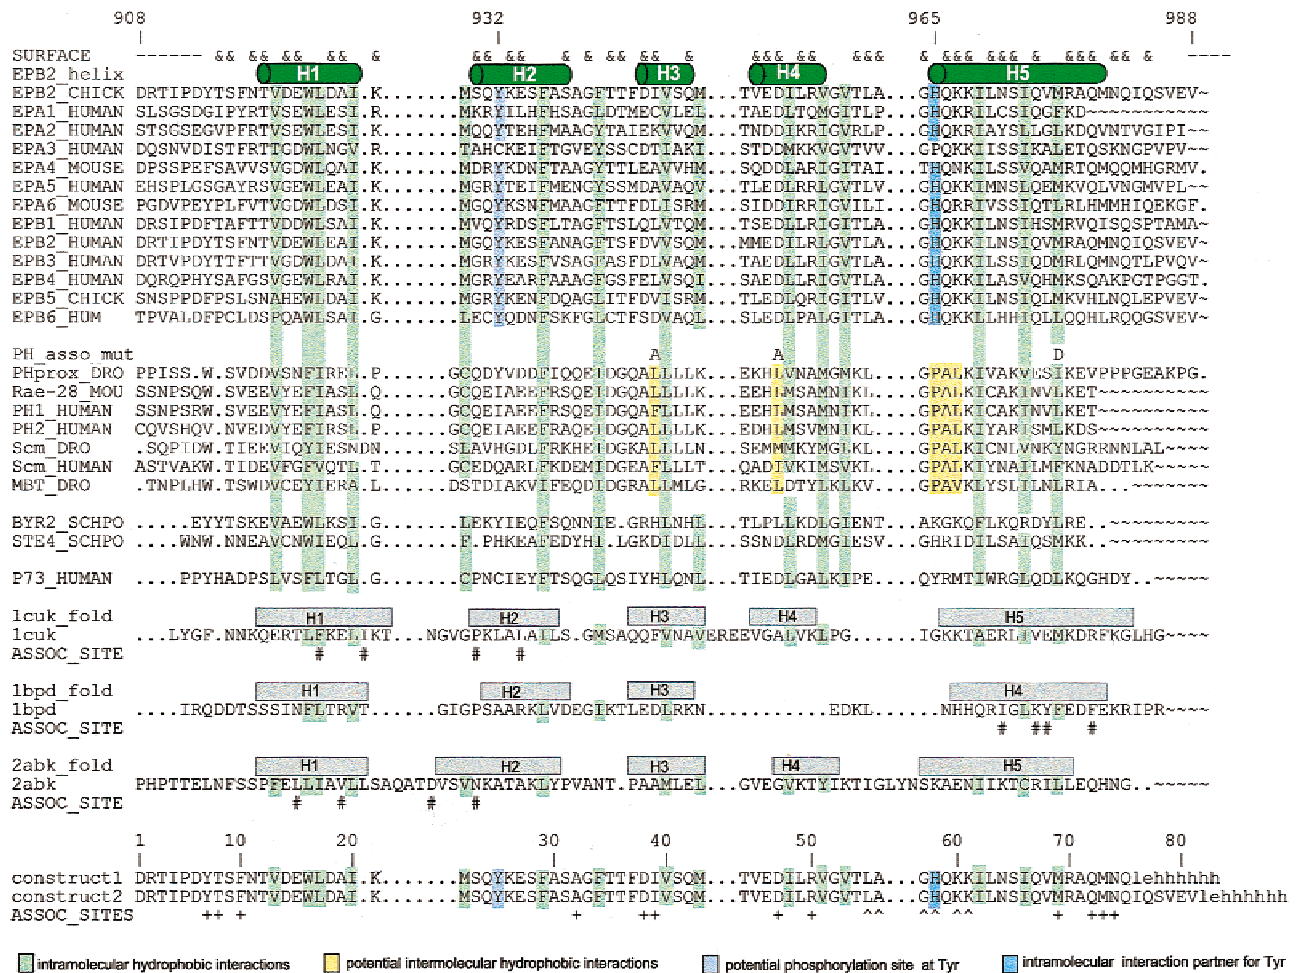 908 932 965 988
SURFACE ------ && && && && & && && & && && & && && & &&& & &&& && & &&& & ----
EPB2_helix H1 H2 H3 H4 H5
EPB2_CHICK DRTIPDYTSFNTVDEWLDAI.K.......MSQYKESFASAGFTTFDIVSQM...TVEDILRVGVTLA...GHQKKILNSIQVMRAQMNQIQSVEV~
EPA1_HUMAN SLSGSDGIPYRTVSEWLESI.K.......MKRYILHFHSAGLDTMECVLEL...TAEDLTQMGITLP...GHQKRILCSIQGFKD~~~~~~~~~~~
EPA2_HUMAN STSGSEGVPFRTVSEWLESI.K.......MQQYTEHFMAAGYTAIEKVVQM...TNDDIKRIGVRLP...GHQKRIAYSLLGLKDQVNTVGIPI~~
EPA3_HUMAN DQSNVDISTFRTTGDWLNGV.R.......TAHCKEIFTGVEYSSCDTIAKI...STDDMKKVGVTVV...GPQKKIISSIKALETQSKNGPVPV~~
EPA4_MOUSE DPSSPEFSAVVSVGDWLQAI.K.......MDRYKDNFTAAGYTTLEAVVHM...SQDDLARIGITAI...THQNKILSSVQAMRTQMQQMHGRMV.
EPA5_HUMAN EHSPLGSGAYRSVGEWLEAI.K.......MGRYTEIFMENGYSSMDAVAQV...TLEDLRRLGVTLV...GHQKKIMNSLQEMKVQLVNGMVPL~~
EPA6_MOUSE PGDVPEYPLFVTVGDWLDSI.K.......MGQYKSNFMAAGFTTFDLISRM...SIDDIRRIGVILI...GHQRRIVSSIQTLRLHMMHIQEKGF.
EPB1_HUMAN DRSIPDFTAFTTVDDWLSAI.K.......MVQYRDSFLTAGFTSLQLVTQM...TSEDLLRIGITLA...GHQKKILNSIHSMRVQISQSPTAMA~
EPB2_HUMAN DRTIPDYTSFNTVDEWLEAI.K.......MGQYKESFANAGFTSFDVVSQM...MMEDILRLGVTLA...GHQKKILNSIQVMRAQMNQIQSVEV~
EPB3_HUMAN DRTVPDYTTFTTVGDWLDAI.K.......MGRYKESFVSAGFASFDLVAQM...TAEDLLRIGVTLA...GHQKKILSSIQDMRLQMNQTLPVQV~
EPB4_HUMAN DQRQPHYSAFGSVGEWLRAI.K.......MGRYEARFAAAGFGSFELVSQI...SAEDLLRIGVTLA...GHQKKILASVQHMKSQAKPGTPGGT.
EPB5_CHICK SNSPPDFPSLSNAHEWLDAI.K.......MGRYKENFDQAGLITFDVISRM...TLEDLQRIGITLV...GHQKKILNSIQLMKVHLNQLEPVEV~
EPB6_HUM TPVALDFPCLDSPQAWLSAI.G.......LECYQDNFSKFGLCTFSDVAQL...SLEDLPALGITLA...GHQKKLLHHIQLLQQHLRQQGSVEV~
PH_asso_mut A A D
PHprox_DRO PPISS.W.SVDDVSNFIREL.P.......GCQDYVDDFIQQEIDGQALLLLK...EKHLVNAMGMKL...GPALKIVAKVESIKEVPPPGEAKPG.
Rae-28_MOU SSNPSQW.SVEEVYEFIASL.Q.......GCQEIAEEFRSQEIDGQALLLLK...EEHLMSAMNIKL...GPALKICAKINVLKET~~~~~~~~~~
PH1_HUMAN SSNPSRW.SVEEVYEFIASL.Q.......GCQEIAEEFRSQEIDGQALLLLK...EEHLMSAMNIKL...GPALKICAKINVLKET~~~~~~~~~~
PH2_HUMAN CQVSHQV.NVEDVYEFIRSL.P.......GCQEIAEEFRAQEIDGQALLLLK...EDHLMSVMNIKL...GPALKIYARISMLKDS~~~~~~~~~~
Scm_DRO .SQPIDW.TIEEVIQYIESNDN.......SLAVHGDLFRKHEIDGKALLLLN...SEMMMKYMGLKL...GPALKICNLVNKYNGRRNNLAL~~~~
Scm_HUMAN ASTVAKW.TIDEVFGFVQTL.T.......GCEDQARLFKDEMIDGEAFLLLT...QADIVKIMSVKL...GPALKIYNAILMFKNADDTLK~~~~~
MBT_DRO .TNPLHW.TSWDVCEYIERA.L.......DSTDIAKVIFEQDIDGRALLMLG...RKELDTYLKLKV...GPAVKLYSLILNLRIA...~~~~~~~
BYR2_SCHPO .....EYYTSKEVAEWLKSI.G.......LEKYIEQFSQNNIE.GRHLNHL...TLPLLKDLGIENT...AKGKQFLKQRDYLRE..~~~~~~~~~
STE4_SCHPO ....WNW.NNEAVCNWIEQL.G.......F.PHKEAFEDYHI.LGKDIDLL...SSNDLRDMGIESV...GHRIDILSAIQSMKK..~~~~~~~~~
P73_HUMAN ....PPYHADPSLVSFLTGL.G.......CPNCIEYFTSQGLQSIYHLQNL...TIEDLGALKIPE....QYRMTIWRGLQDLKQGHDY..~~~~~
1cuk_fold H1 H2 H3 H4 H5
1cuk ...LYGF.NNKQERTLFKELIKT...NGVGPKLALAILS.GMSAQQFVNAVEREEVGALVKLPG......IGKKTAERLIVEMKDRFKGLHG~~~~
ASSOC_SITE # # # #
1bpd_fold H1 H2 H3 H4
1bpd ....IRQDDTSSSINFLTRVT......GIGPSAARKLVDEGIKTLEDLRKN...........EDKL......NHHQRIGLKYFEDFEKRIPR~~~~
ASSOC_SITE # ## #
2abk_fold H1 H2 H3 H4 H5
2abk PHPTTELNFSSPFELLIAVLLSAQATDVSVNKATAKLYPVANT.PAAMLEL...GVEGVKTYIKTIGLYNSKAENIIKTCRILLEQHNG..~~~~~
ASSOC_SITE # # # #
1 10 20 30 40 50 60 70 80
construct1 DRTIPDYTSFNTVDEWLDAI.K.......MSQYKESFASAGFTTFDIVSQM...TVEDILRVGVTLA...GHQKKILNSIQVMRAQMNQlehhhhhh
construct2 DRTIPDYTSFNTVDEWLDAI.K.......MSQYKESFASAGFTTFDIVSQM...TVEDILRVGVTLA...GHQKKILNSIQVMRAQMNQIQSVEVlehhhhhh
ASSOC_SITES ++ + + ++ + + ^^ ^^ ^^ + +++
intramolecular hydrophobic interactions potential intermolecular hydrophobic interactions potential phosphorylation site at Tyr intramolecular interaction partner for Tyr